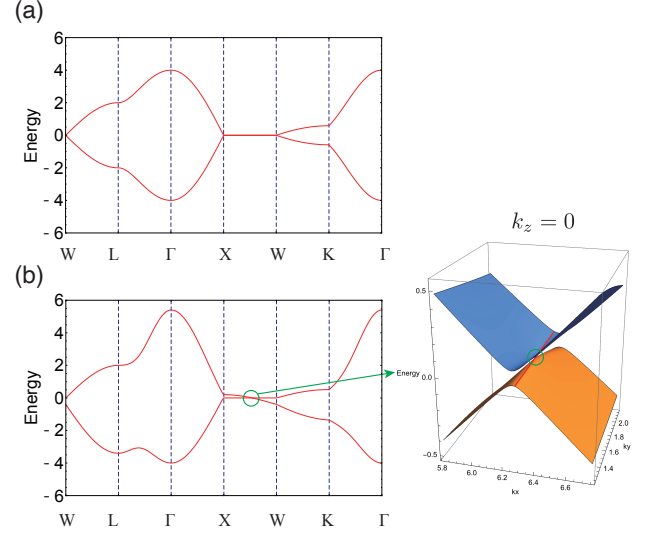 (a)
6
4
2
0
- 2
- 4
- 6
Energy
W L Γ X W K Γ
(b)
6
4
2
0
- 2
- 4
- 6
Energy
W L Γ X W K Γ
k_z = 0
0.5
0.0
-0.5
Energy
5.8 6.0 6.2 6.4 6.6
kx
1.4 1.6 1.8 2.0
ky